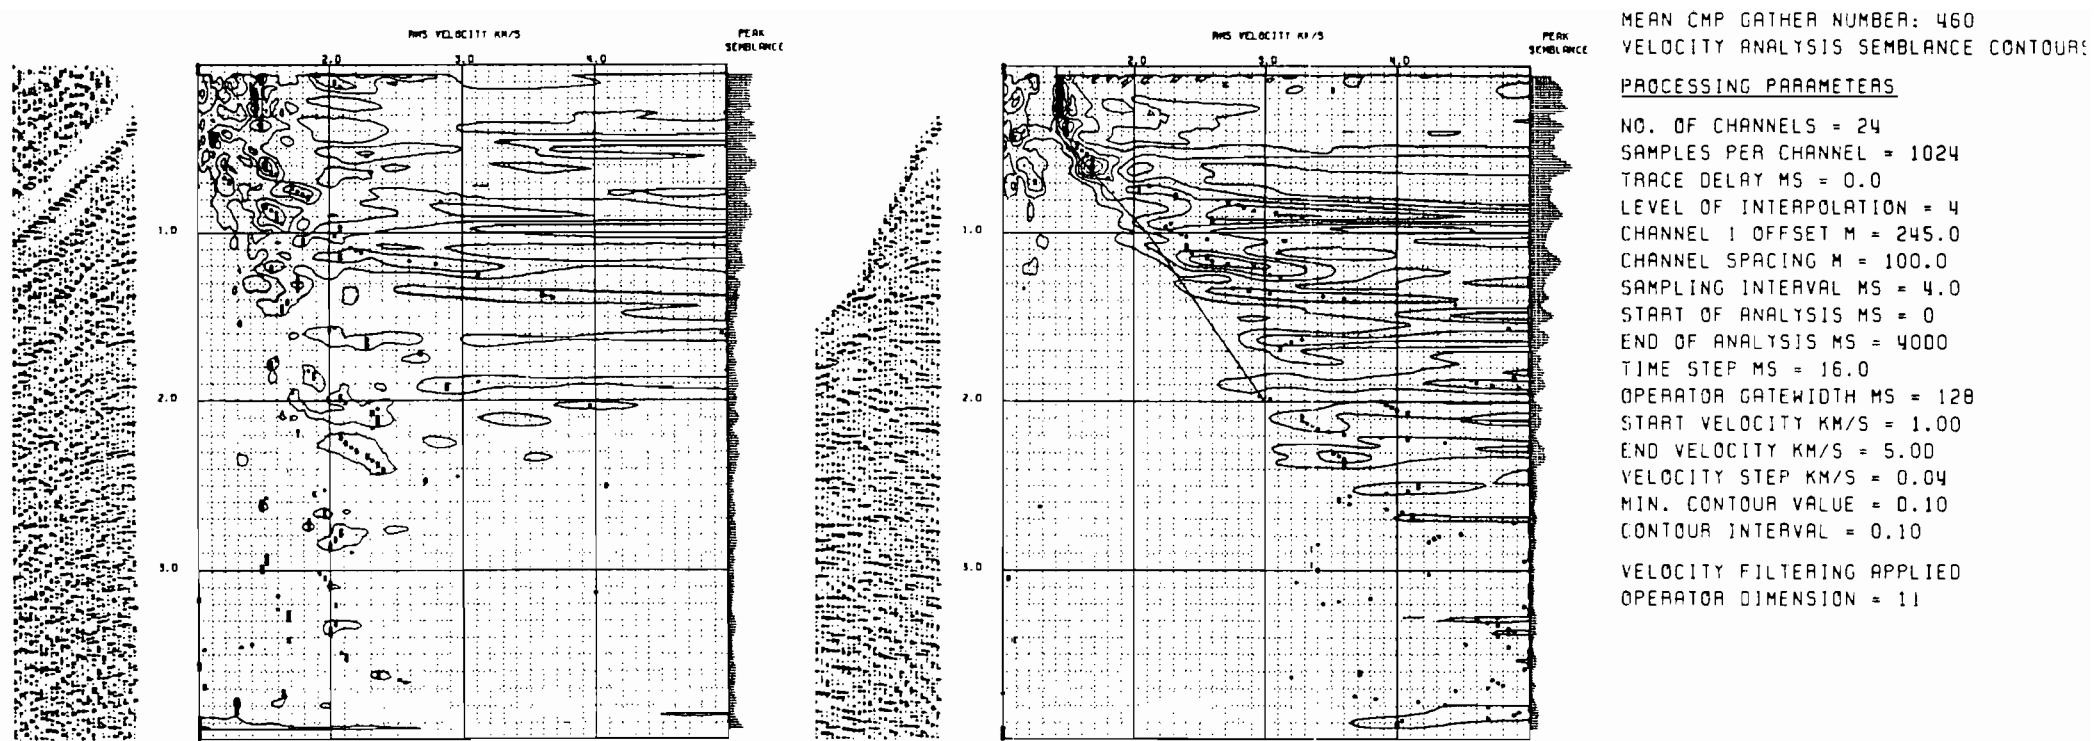 RMS VELOCITY KM/S
PEAK
SEMBLANCE
2.0
3.0
4.0
1.0
2.0
3.0
RMS VELOCITY KM/S
PEAK
SEMBLANCE
2.0
3.0
4.0
1.0
2.0
3.0
MEAN CMP GATHER NUMBER: 460
VELOCITY ANALYSIS SEMBLANCE CONTOURS
PROCESSING PARAMETERS
NO. OF CHANNELS = 24
SAMPLES PER CHANNEL = 1024
TRACE DELAY MS = 0.0
LEVEL OF INTERPOLATION = 4
CHANNEL 1 OFFSET M = 245.0
CHANNEL SPACING M = 100.0
SAMPLING INTERVAL MS = 4.0
START OF ANALYSIS MS = 0
END OF ANALYSIS MS = 4000
TIME STEP MS = 16.0
OPERATOR GATEWIDTH MS = 128
START VELOCITY KM/S = 1.00
END VELOCITY KM/S = 5.00
VELOCITY STEP KM/S = 0.04
MIN. CONTOUR VALUE = 0.10
CONTOUR INTERVAL = 0.10
VELOCITY FILTERING APPLIED
OPERATOR DIMENSION = 11